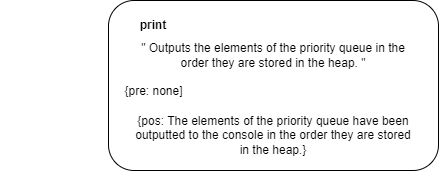 print
" Outputs the elements of the priority queue in the
order they are stored in the heap. "
{pre: none]
{pos: The elements of the priority queue have been
outputted to the console in the order they are stored
in the heap.}